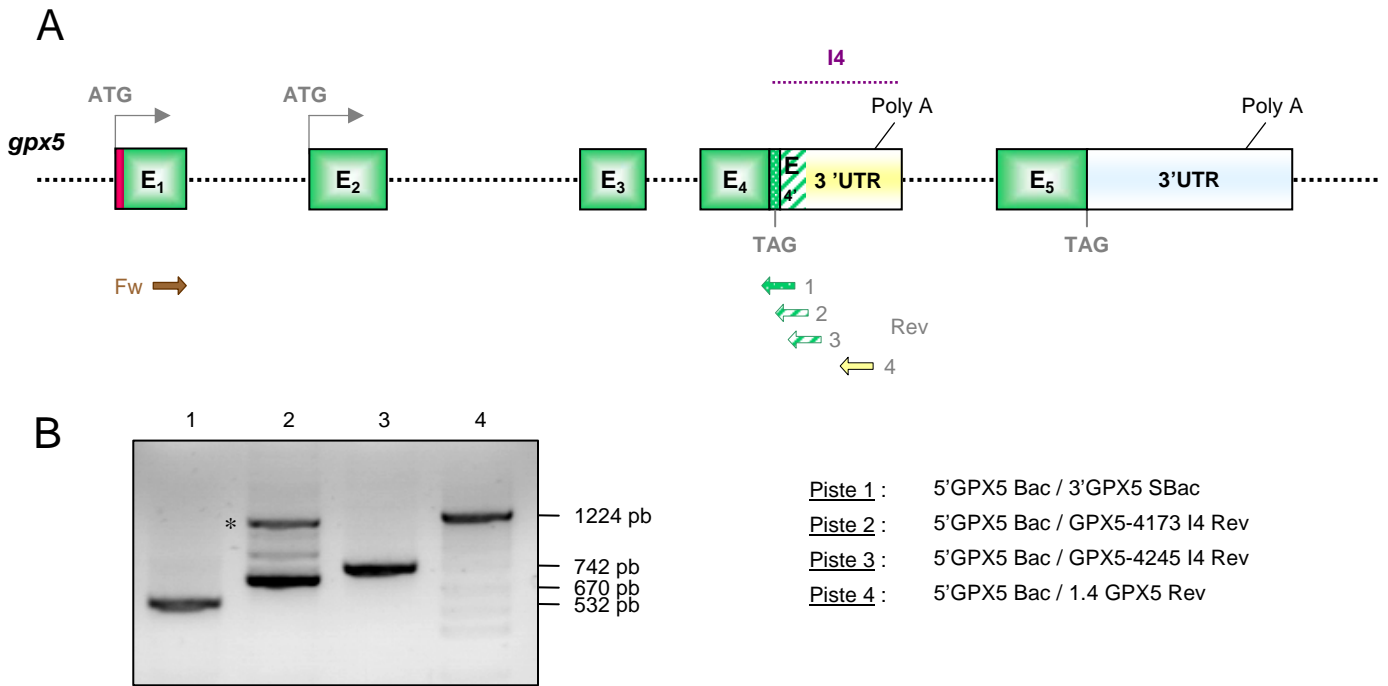 A
I4
ATG
ATG
Poly A
Poly A
gpx5
E1
E2
E3
E4
E
4'
3 'UTR
E5
3'UTR
TAG
TAG
Fw
1
2
3
Rev
4
B
1 2 3 4
*
1224 pb
742 pb
670 pb
532 pb
Piste 1 : 5'GPX5 Bac / 3'GPX5 SBac
Piste 2 : 5'GPX5 Bac / GPX5-4173 I4 Rev
Piste 3 : 5'GPX5 Bac / GPX5-4245 I4 Rev
Piste 4 : 5'GPX5 Bac / 1.4 GPX5 Rev